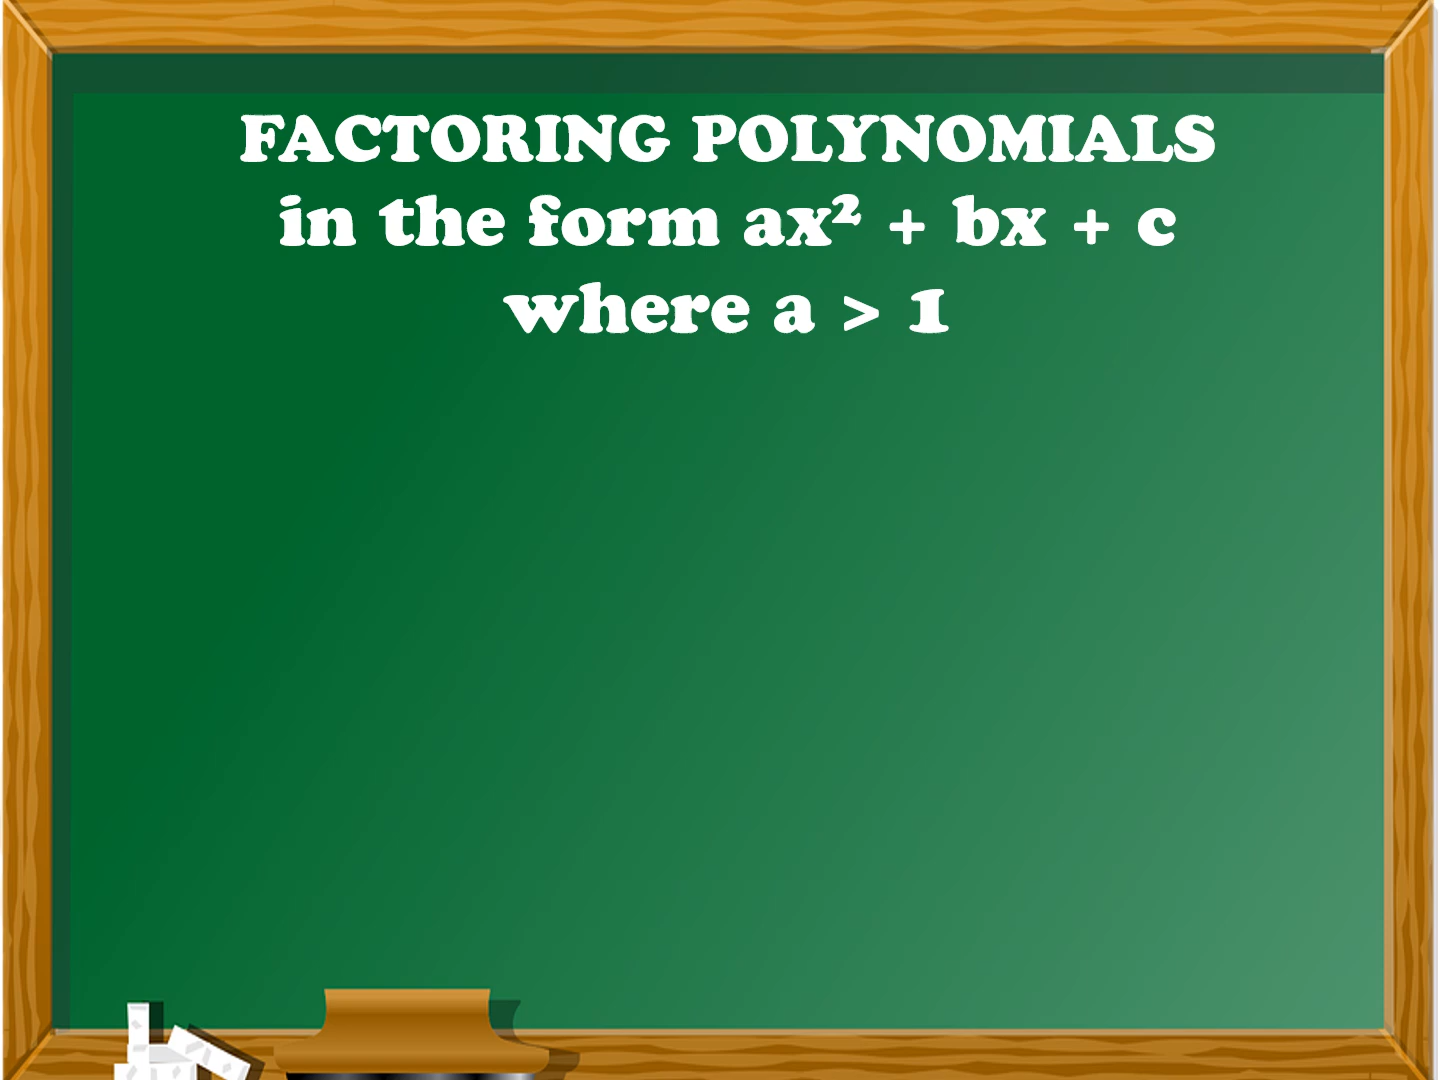 FACTORING POLYNOMIALS
in the form ax² + bx + c
where a > 1